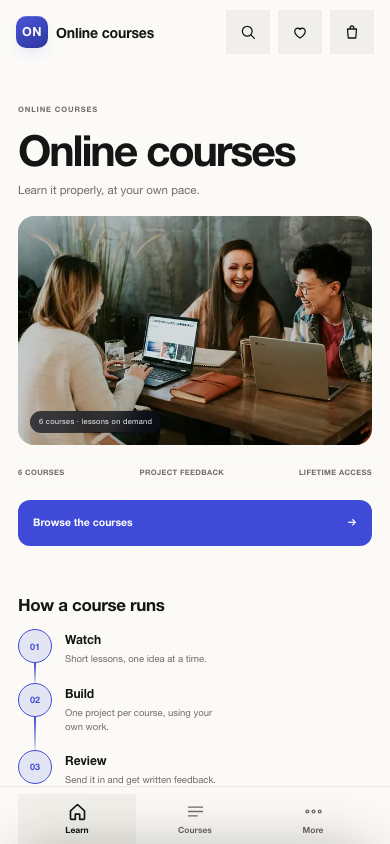 ON
Online courses
ONLINE COURSES
Online courses
Learn it properly, at your own pace.
6 courses · lessons on demand
6 COURSES
PROJECT FEEDBACK
LIFETIME ACCESS
Browse the courses
How a course runs
01
Watch
Short lessons, one idea at a time.
02
Build
One project per course, using your
own work.
03
Review
Send it in and get written feedback.
Learn
Courses
More